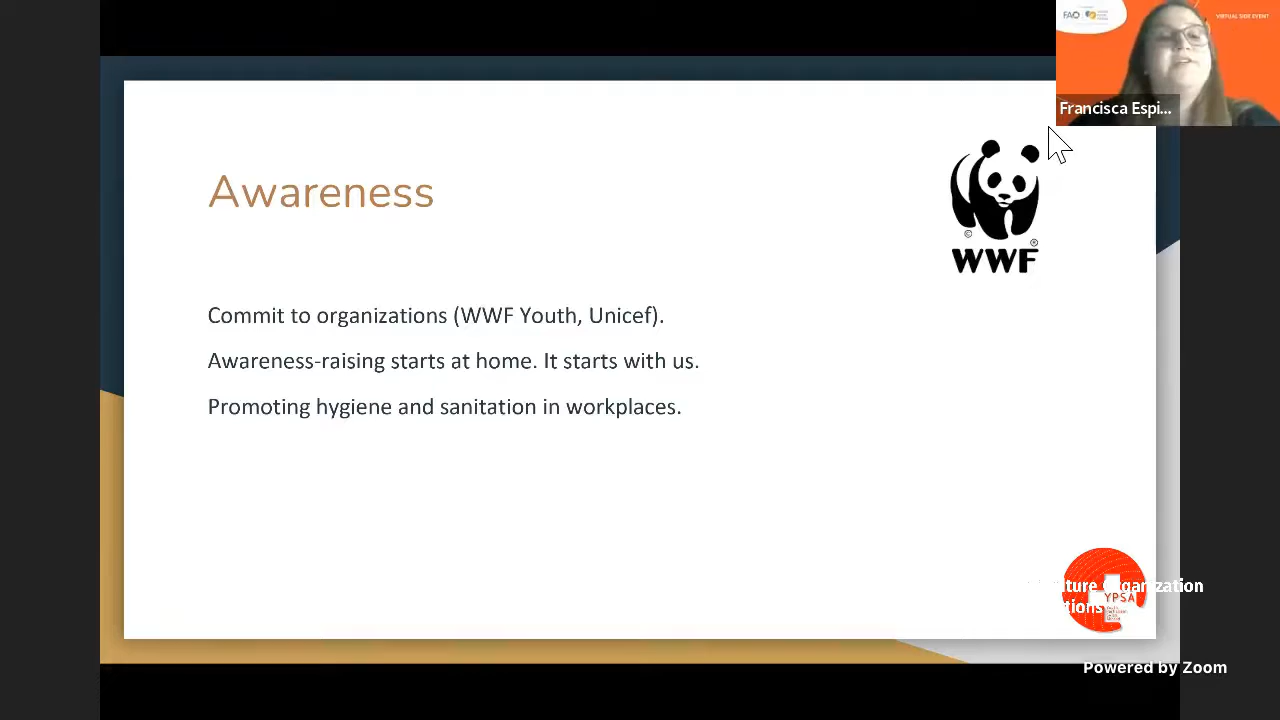 FAO
VIRTUAL SIDE EVENT
Francisca Espi...
Awareness
WWF
Commit to organizations (WWF Youth, Unicef).
Awareness-raising starts at home. It starts with us.
Promoting hygiene and sanitation in workplaces.
YPSA
Powered by Zoom